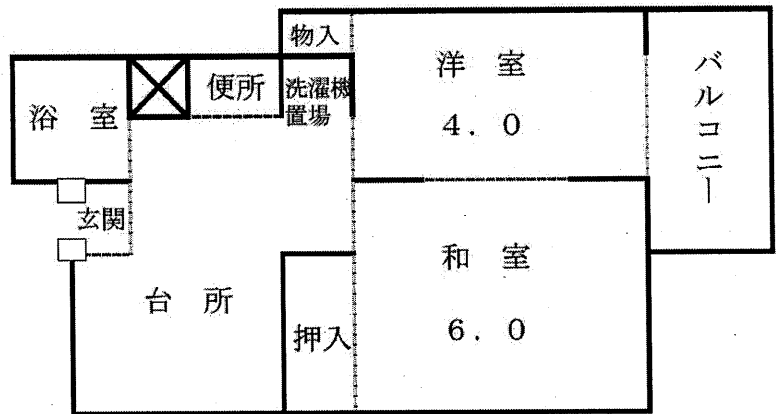 物入
洋 室
4. 0
バルコニー
浴 室
便所
洗濯機
置場
玄関
台 所
押入
和 室
6. 0